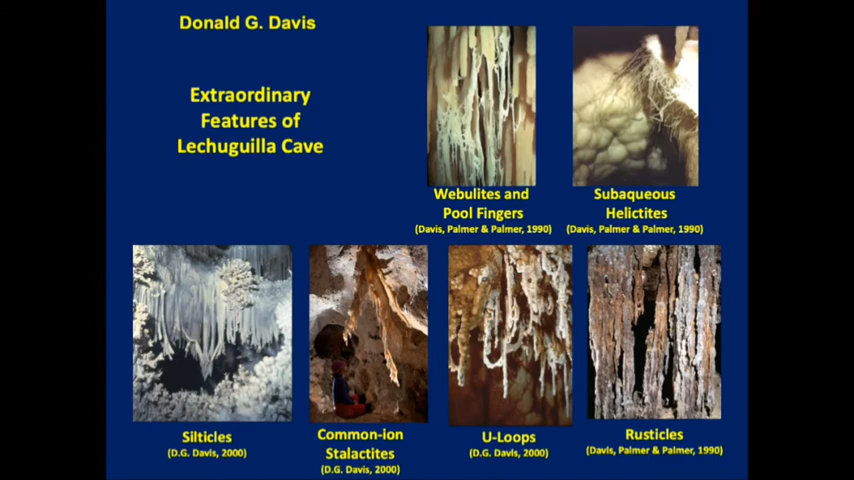 Donald G. Davis
Extraordinary
Features of
Lechuguilla Cave
Webulites and
Pool Fingers
(Davis, Palmer & Palmer, 1990)
Subaqueous
Helictites
(Davis, Palmer & Palmer, 1990)
Silticles
(D.G. Davis, 2000)
Common-ion
Stalactites
(D.G. Davis, 2000)
U-Loops
(D.G. Davis, 2000)
Rusticles
(Davis, Palmer & Palmer, 1990)